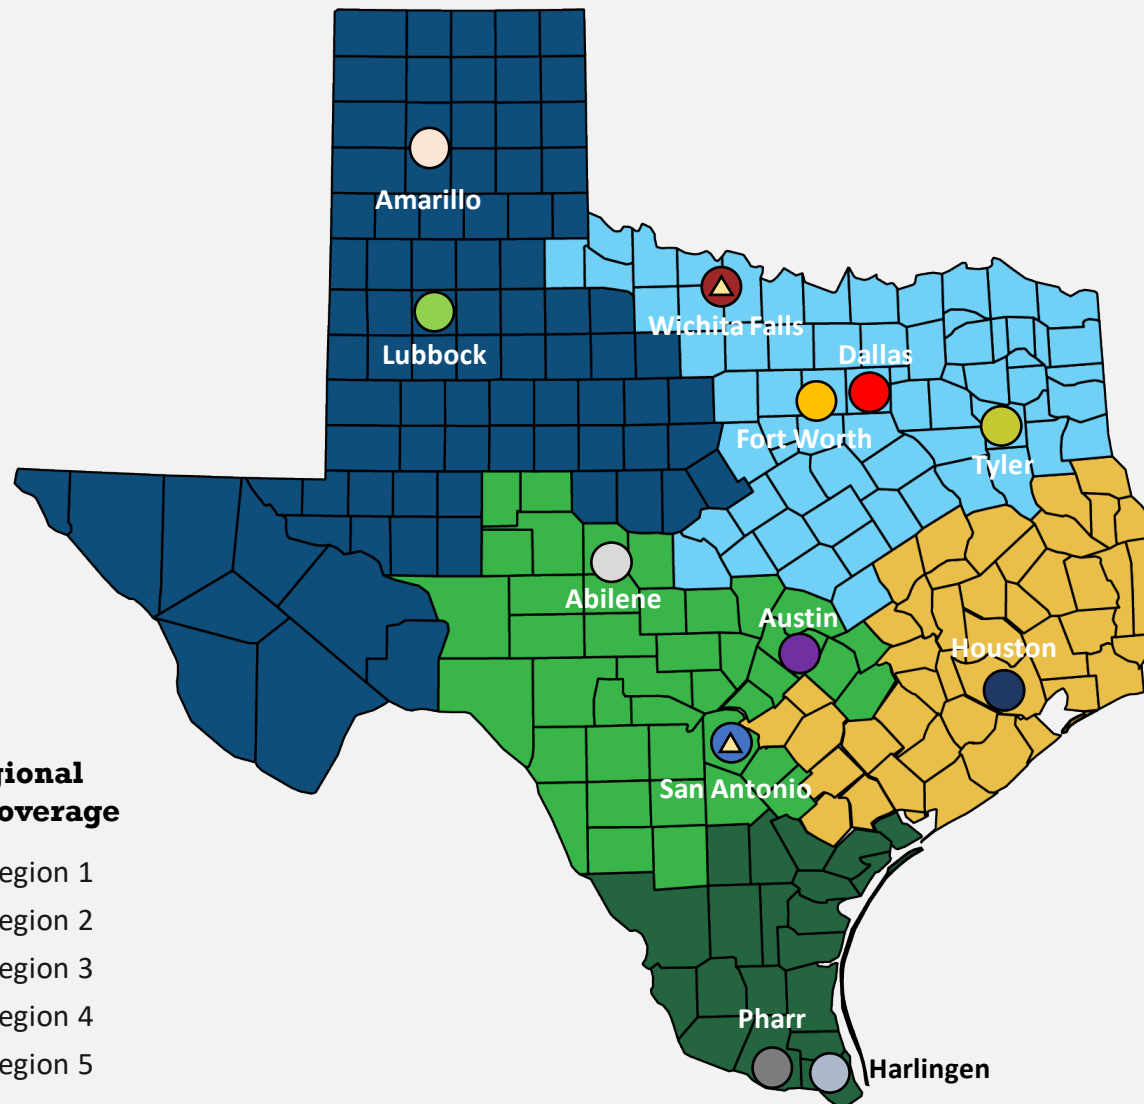 Amarillo
Lubbock
Wichita Falls
Dallas
Fort Worth
Tyler
Abilene
Austin
Houston
San Antonio
Pharr
Harlingen
gional
overage
egion 1
egion 2
egion 3
egion 4
egion 5